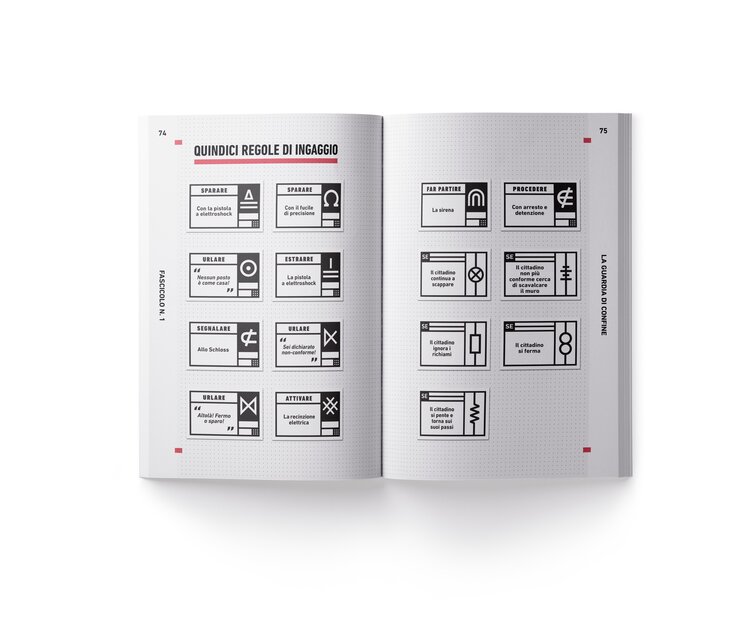 74
QUINDICI REGOLE DI INGAGGIO
SPARARE
Con la pistola
a elettroshock
SPARARE
Con il fucile
di precisione
URLARE
“ Nessun posto
è come casa! ”
ESTRARRE
La pistola
a elettroshock
SEGNALARE
Allo Schloss
URLARE
“ Sei dichiarato
non-conforme! ”
URLARE
“ Altolà! Fermo
o sparo! ”
ATTIVARE
La recinzione
elettrica
FASCICOLO N. 1
75
FAR PARTIRE
La sirena
PROCEDERE
Con arresto e
detenzione
SE
Il cittadino
continua a
scappare
SE
Il cittadino
non più
conforme cerca
di scavalcare
il muro
SE
Il cittadino
ignora i
richiami
SE
Il cittadino
si ferma
SE
Il cittadino
si pente e
torna sui
suoi passi
LA GUARDIA DI CONFINE